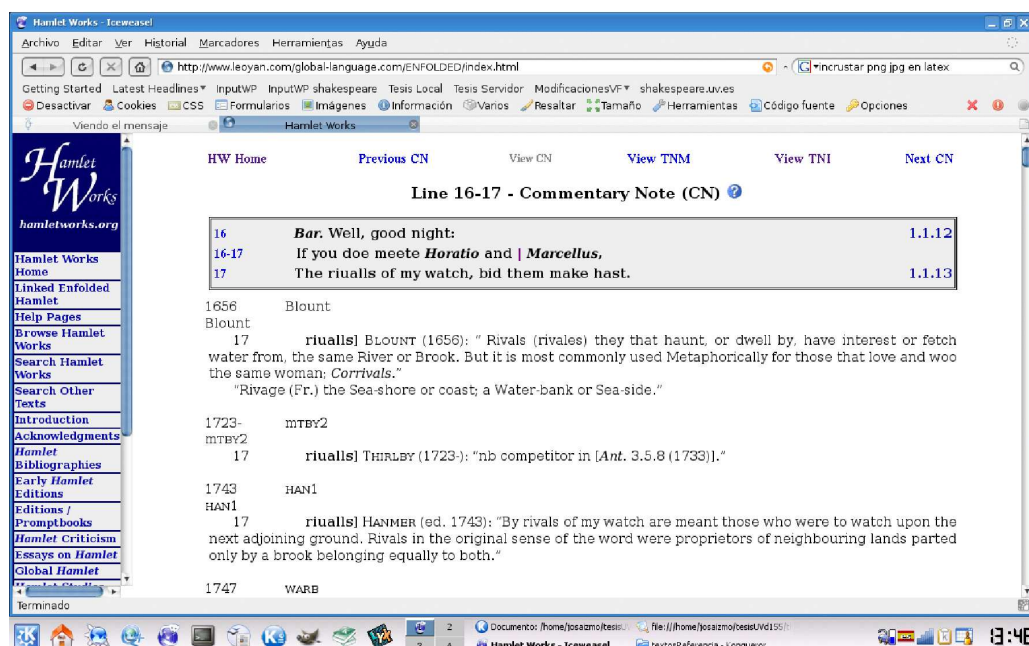 Hamlet Works - Iceweasel
Archivo Editar Ver Historial Marcadores Herramientas Ayuda
http://www.leoyan.com/global-language.com/ENFOLDED/index.html
incrustar png jpg en latex
Getting Started Latest Headlines InputWP InputWP shakespeare Tesis Local Tesis Servidor ModificacionesVF shakespeare.uv.es
Desactivar Cookies CSS Formularios Imágenes Información Varios Resaltar Tamaño Herramientas Código fuente Opciones
Viendo el mensaje Hamlet Works
Hamlet
Works
hamletworks.org
Hamlet Works
Home
Linked Enfolded
Hamlet
Help Pages
Browse Hamlet
Works
Search Hamlet
Works
Search Other
Texts
Introduction
Acknowledgments
Hamlet
Bibliographies
Early Hamlet
Editions
Editions /
Promptbooks
Hamlet Criticism
Essays on Hamlet
Global Hamlet
HW Home Previous CN View CN View TNM View TNI Next CN
Line 16-17 - Commentary Note (CN)
16 Bar. Well, good night: 1.1.12
16-17 If you doe meete Horatio and | Marcellus,
17 The riualls of my watch, bid them make hast. 1.1.13
1656 Blount
Blount
17 riualls] BLOUNT (1656): " Rivals (rivales) they that haunt, or dwell by, have interest or fetch
water from, the same River or Brook. But it is most commonly used Metaphorically for those that love and woo
the same woman; Corrivals."
"Rivage (Fr.) the Sea-shore or coast; a Water-bank or Sea-side."
1723- MTBY2
MTBY2
17 riualls] THIRLBY (1723-): "nb competitor in [Ant. 3.5.8 (1733)]."
1743 HAN1
HAN1
17 riualls] HANMER (ed. 1743): "By rivals of my watch are meant those who were to watch upon the
next adjoining ground. Rivals in the original sense of the word were proprietors of neighbouring lands parted
only by a brook belonging equally to both."
1747 WARB
Terminado
2
Documento: /home/josaizmo/tesisUV
file:///home/josaizmo/tesisUVd155/
Hamlet Works - Iceweasel
textosReferencia - Konqueror
13:46